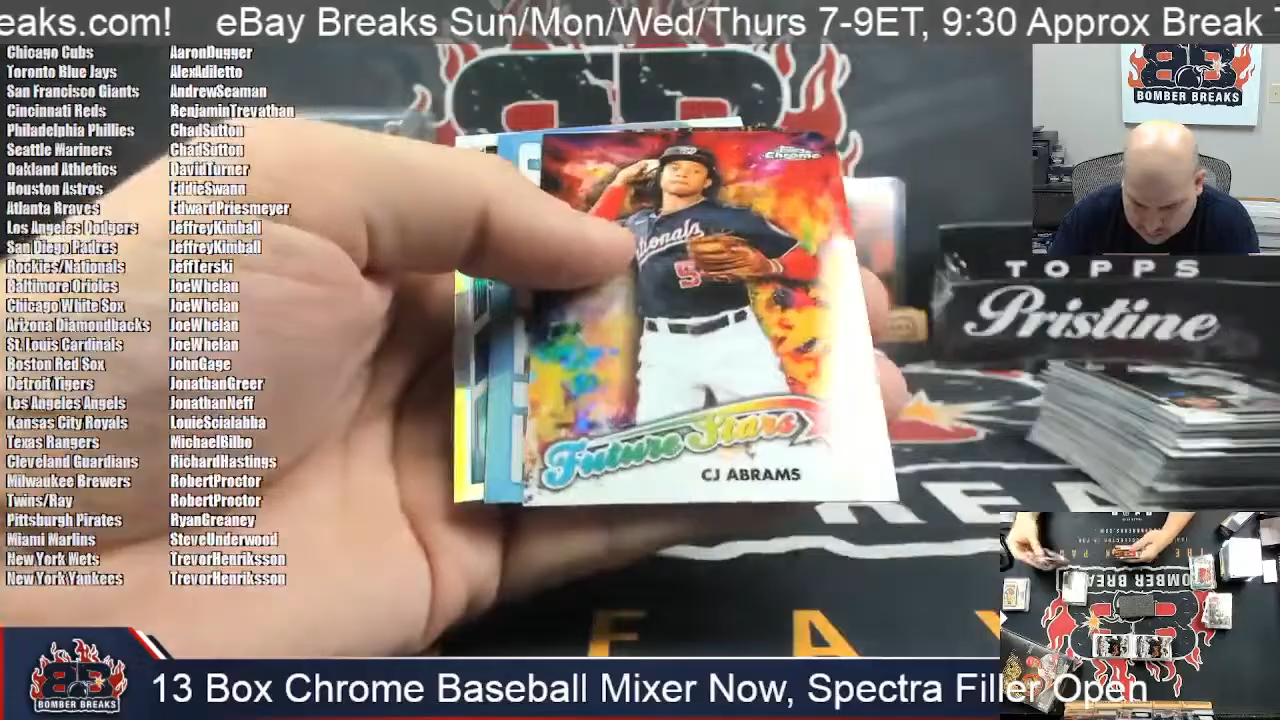 eaks.com! eBay Breaks Sun/Mon/Wed/Thurs 7-9ET, 9:30 Approx Break
Chicago Cubs AaronDugger
Toronto Blue Jays AlexAdiletto
San Francisco Giants AndrewSeaman
Cincinnati Reds BenjaminTrevathan
Philadelphia Phillies ChadSutton
Seattle Mariners ChadSutton
Oakland Athletics DavidTurner
Houston Astros EddieSwann
Atlanta Braves EdwardPriesmeyer
Los Angeles Dodgers JeffreyKimball
San Diego Padres JeffreyKimball
Rockies/Nationals JeffTerski
Baltimore Orioles JoeWhelan
Chicago White Sox JoeWhelan
Arizona Diamondbacks JoeWhelan
St. Louis Cardinals JoeWhelan
Boston Red Sox JohnGage
Detroit Tigers JonathanGreer
Los Angeles Angels JonathanNeff
Kansas City Royals LouieScialabba
Texas Rangers MichaelBilbo
Cleveland Guardians RichardHastings
Milwaukee Brewers RobertProctor
Twins/Ray RobertProctor
Pittsburgh Pirates RyanGreaney
Miami Marlins SteveUnderwood
New York Mets TrevorHenriksson
New York Yankees TrevorHenriksson
Topps Chrome
tionals
5
Future Stars
CJ ABRAMS
BOMBER BREAKS
TOPPS
Pristine
BOMBER BREAKS
13 Box Chrome Baseball Mixer Now, Spectra Filler Open